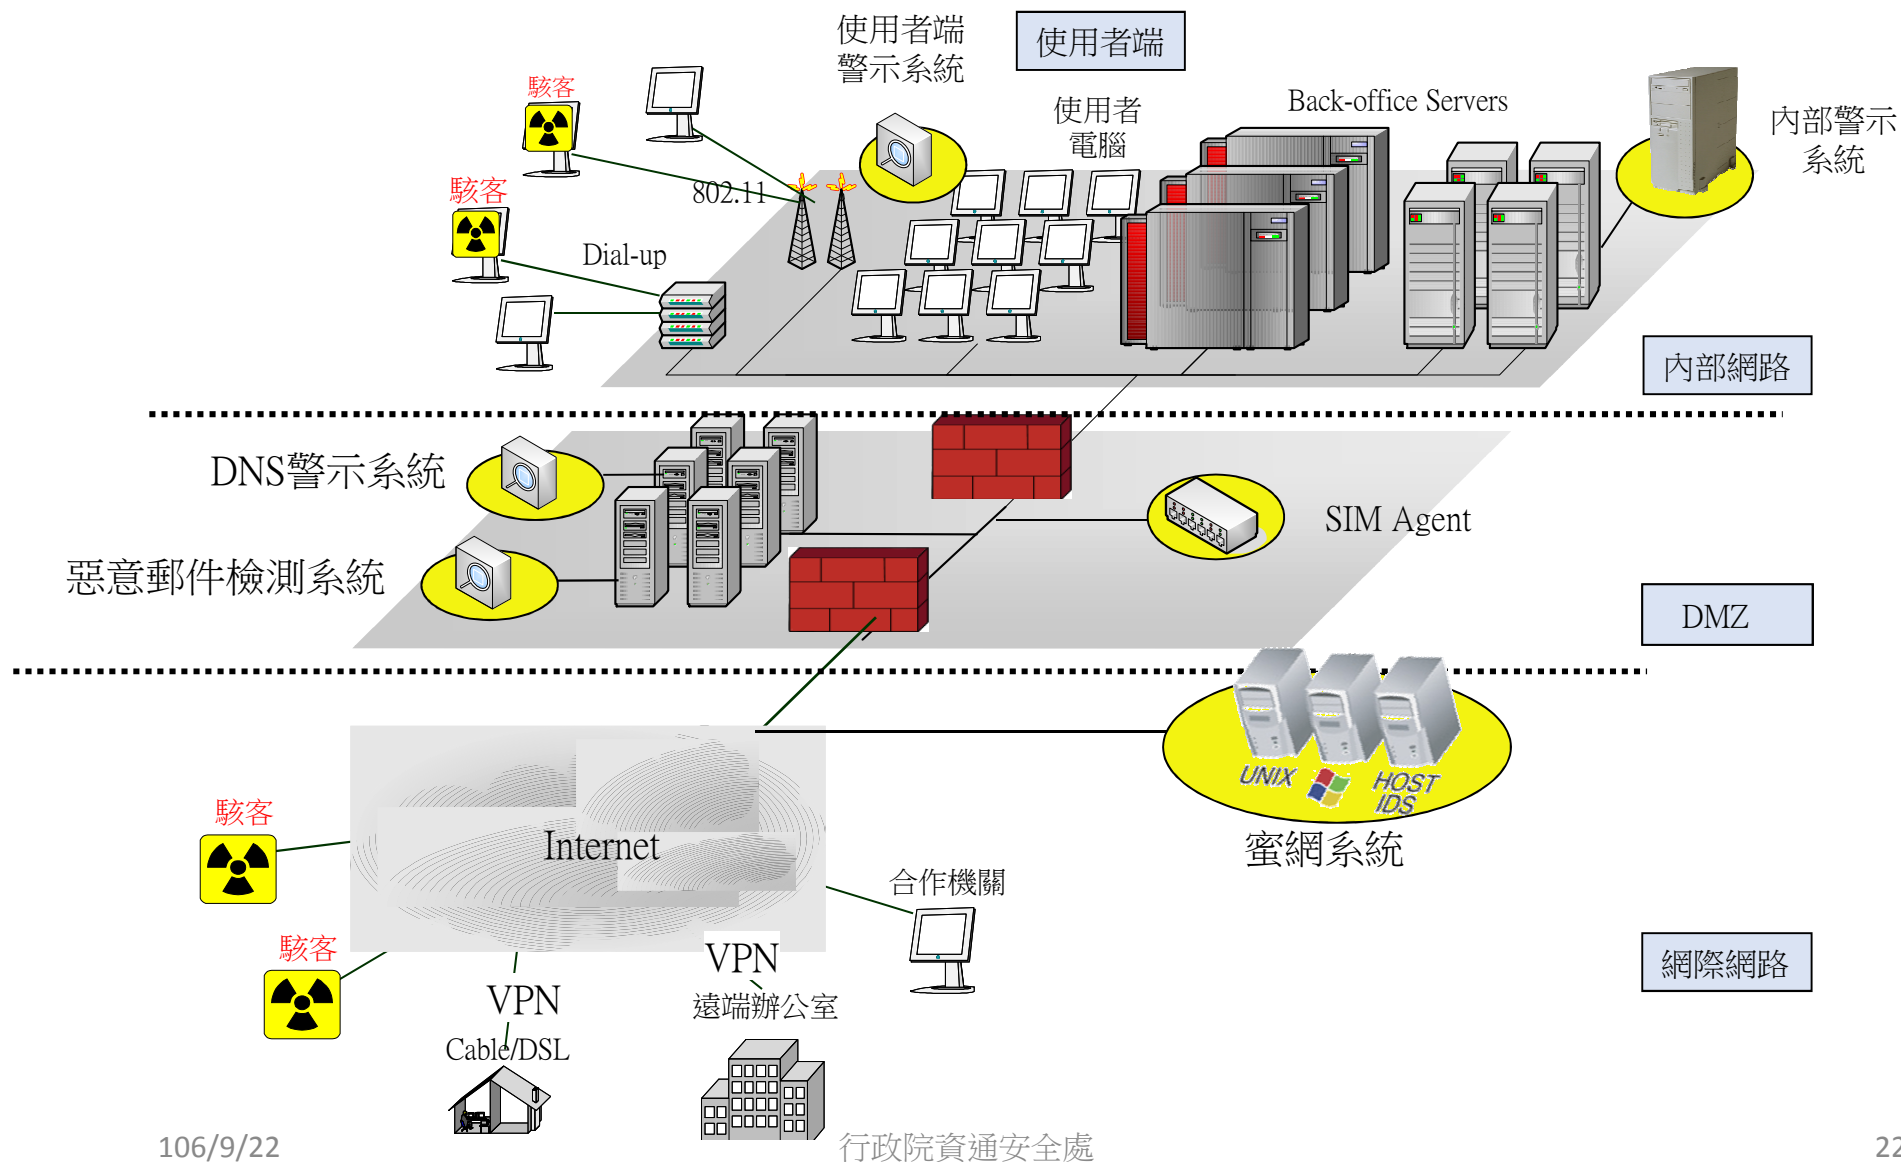 使用者端
警示系統
使用者端
駭客
使用者
電腦
Back-office Servers
內部警示
系統
802.11
駭客
Dial-up
內部網路
DNS警示系統
SIM Agent
惡意郵件檢測系統
DMZ
UNIX
HOST
IDS
蜜網系統
駭客
Internet
合作機關
駭客
VPN
網際網路
VPN
遠端辦公室
Cable/DSL
106/9/22
行政院資通安全處
22